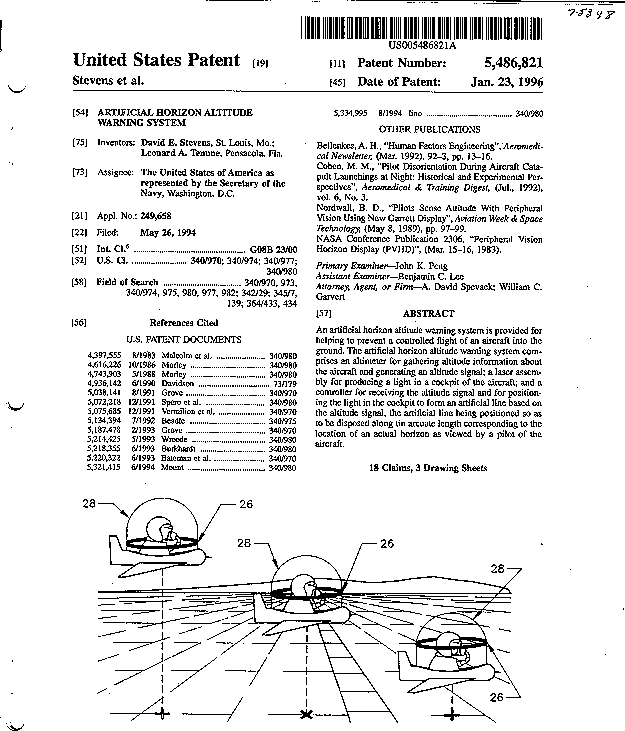 7-5348
US005486821A
United States Patent [19]
Stevens et al.
[11] Patent Number: 5,486,821
[45] Date of Patent: Jan. 23, 1996
[54] ARTIFICIAL HORIZON ALTITUDE
WARNING SYSTEM
[75] Inventors: David E. Stevens, St. Louis, Mo.;
Leonard A. Temme, Pensacola, Fla.
[73] Assignee: The United States of America as
represented by the Secretary of the
Navy, Washington, D.C.
[21] Appl. No.: 249,658
[22] Filed: May 26, 1994
[51] Int. Cl.6 ........ G08B 23/00
[52] U.S. Cl. ........ 340/970; 340/974; 340/977;
340/980
[58] Field of Search ........ 340/970, 973,
340/974, 975, 980, 977, 982; 342/29; 345/7,
139; 364/433, 434
[56] References Cited
U.S. PATENT DOCUMENTS
4,397,555 8/1983 Malcolm et al. ........ 340/980
4,616,226 10/1986 Morley ........ 340/980
4,743,903 5/1988 Morley ........ 340/980
4,936,142 6/1990 Davidson ........ 73/179
5,038,141 8/1991 Grove ........ 340/970
5,072,218 12/1991 Spero et al. ........ 340/980
5,075,685 12/1991 Vermilion et al. ........ 340/970
5,134,394 7/1992 Beadle ........ 340/975
5,187,478 2/1993 Grove ........ 340/970
5,214,425 5/1993 Wreede ........ 340/980
5,218,355 6/1993 Burkhardt ........ 340/980
5,220,322 6/1993 Bateman et al. ........ 340/970
5,321,415 6/1994 Mount ........ 340/980
5,334,995 8/1994 Iino ........ 340/980
OTHER PUBLICATIONS
Bellenkes, A. H., "Human Factors Engineering", Aeromedi-
cal Newsletter, (Mar. 1992), 92-3, pp. 13-16.
Cohen, M. M., "Pilot Disorientation During Aircraft Cata-
pult Launchings at Night: Historical and Experimental Per-
spectives", Aeromedical & Training Digest, (Jul., 1992),
vol. 6, No. 3.
Nordwall, B. D., "Pilots Sense Attitude With Peripheral
Vision Using New Garrett Display", Aviation Week & Space
Technology, (May 8, 1989), pp. 97-99.
NASA Conference Publication 2306, "Peripheral Vision
Horizon Display (PVHD)", (Mar. 15-16, 1983).
Primary Examiner—John K. Peng
Assistant Examiner—Benjamin C. Lee
Attorney, Agent, or Firm—A. David Spevack; William C.
Garvert
[57] ABSTRACT
An artificial horizon altitude warning system is provided for
helping to prevent a controlled flight of an aircraft into the
ground. The artificial horizon altitude warning system com-
prises an altimeter for gathering altitude information about
the aircraft and generating an altitude signal; a laser assem-
bly for producing a light in a cockpit of the aircraft; and a
controller for receiving the altitude signal and for position-
ing the light in the cockpit to form an artificial line based on
the altitude signal, the artificial line being positioned so as
to be disposed along an arcuate length corresponding to the
location of an actual horizon as viewed by a pilot of the
aircraft.
18 Claims, 3 Drawing Sheets
28
26
28
26
28
26